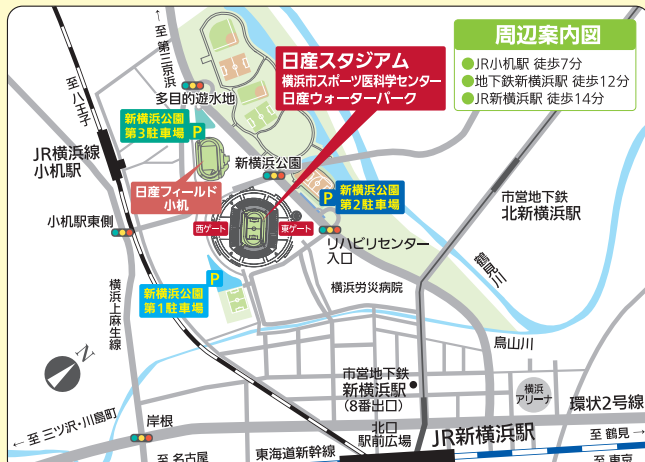 周辺案内図
●JR小机駅 徒歩7分
●地下鉄新横浜駅 徒歩12分
●JR新横浜駅 徒歩14分
日産スタジアム
横浜市スポーツ医科学センター
日産ウォーターパーク
← 至 第三京浜
至 八王子
←
多目的遊水地
新横浜公園
第3駐車場
P
JR横浜線
小机駅
日産フィールド
小机
新横浜公園
P
新横浜公園
第2駐車場
市営地下鉄
北新横浜駅
小机駅東側
西ゲート
東ゲート
リハビリセンター
入口
鶴見川
P
新横浜公園
第1駐車場
横浜労災病院
横浜上麻生線
鳥山川
N
市営地下鉄
新横浜駅
(8番出口)
横浜
アリーナ
← 至 三ツ沢・川島町
岸根
環状2号線
北口
駅前広場
JR新横浜駅
至 鶴見 →
← 至 名古屋
東海道新幹線
至 東京